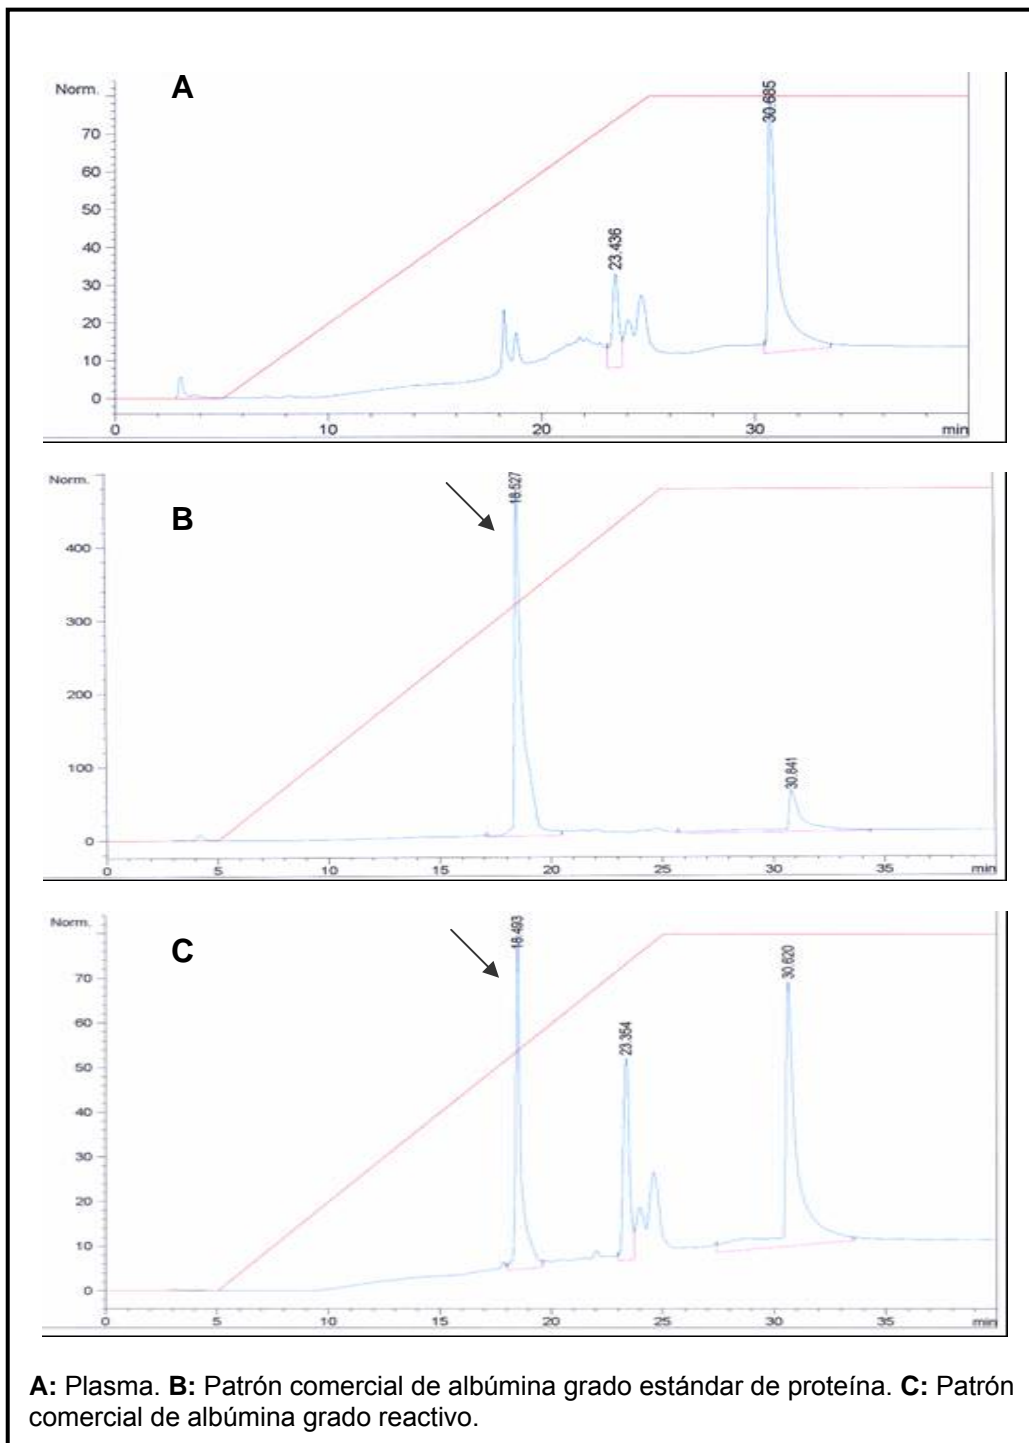 Norm.
A
70
60
50
40
30
20
10
0
23.436
30.685
0 10 20 30 min
Norm.
B
400
300
200
100
0
18.527
30.841
0 5 10 15 20 25 30 35 min
Norm.
C
70
60
50
40
30
20
10
0
18.493
23.354
30.620
0 5 10 15 20 25 30 35 min
A: Plasma. B: Patrón comercial de albúmina grado estándar de proteína. C: Patrón
comercial de albúmina grado reactivo.